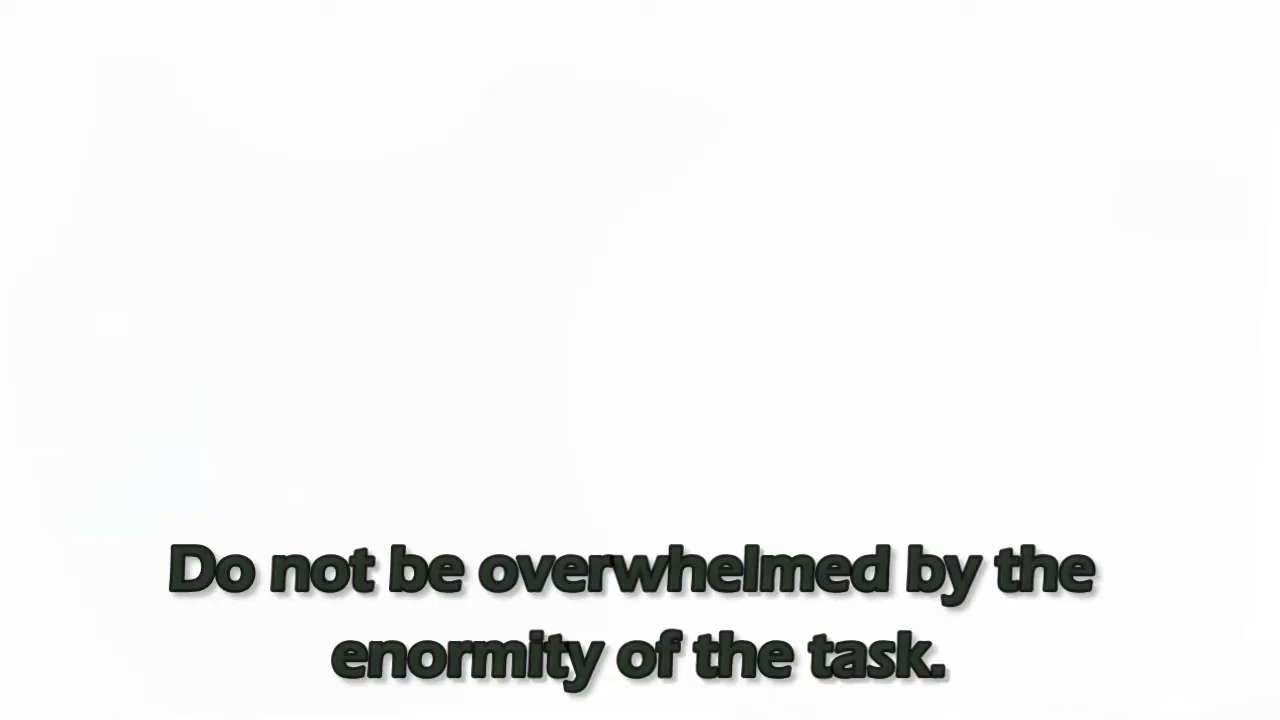 Do not be overwhelmed by the
enormity of the task.